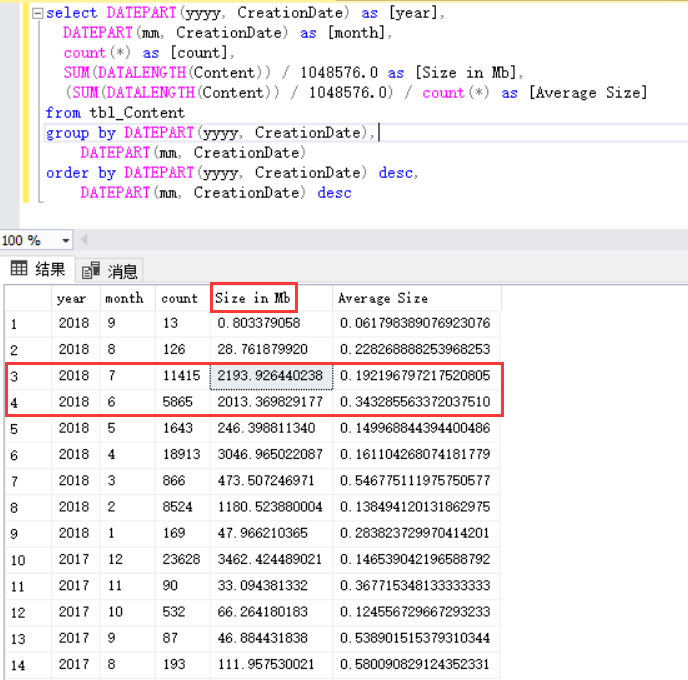 select DATEPART(yyyy, CreationDate) as [year],
DATEPART(mm, CreationDate) as [month],
count(*) as [count],
SUM(DATALENGTH(Content)) / 1048576.0 as [Size in Mb],
(SUM(DATALENGTH(Content)) / 1048576.0) / count(*) as [Average Size]
from tbl_Content
group by DATEPART(yyyy, CreationDate),
DATEPART(mm, CreationDate)
order by DATEPART(yyyy, CreationDate) desc,
DATEPART(mm, CreationDate) desc
100 %
结果 消息
year month count Size in Mb Average Size
1 2018 9 13 0.803379058 0.061798389076923076
2 2018 8 126 28.761879920 0.228268888253968253
3 2018 7 11415 2193.926440238 0.192196797217520805
4 2018 6 5865 2013.369829177 0.343285563372037510
5 2018 5 1643 246.398811340 0.149968844394400486
6 2018 4 18913 3046.965022087 0.161104268074181779
7 2018 3 866 473.507246971 0.546775111975750577
8 2018 2 8524 1180.523880004 0.138494120131862975
9 2018 1 169 47.966210365 0.283823729970414201
10 2017 12 23628 3462.424489021 0.146539042196588792
11 2017 11 90 33.094381332 0.367715348133333333
12 2017 10 532 66.264180183 0.124556729667293233
13 2017 9 87 46.884431838 0.538901515379310344
14 2017 8 193 111.957530021 0.580090829124352331